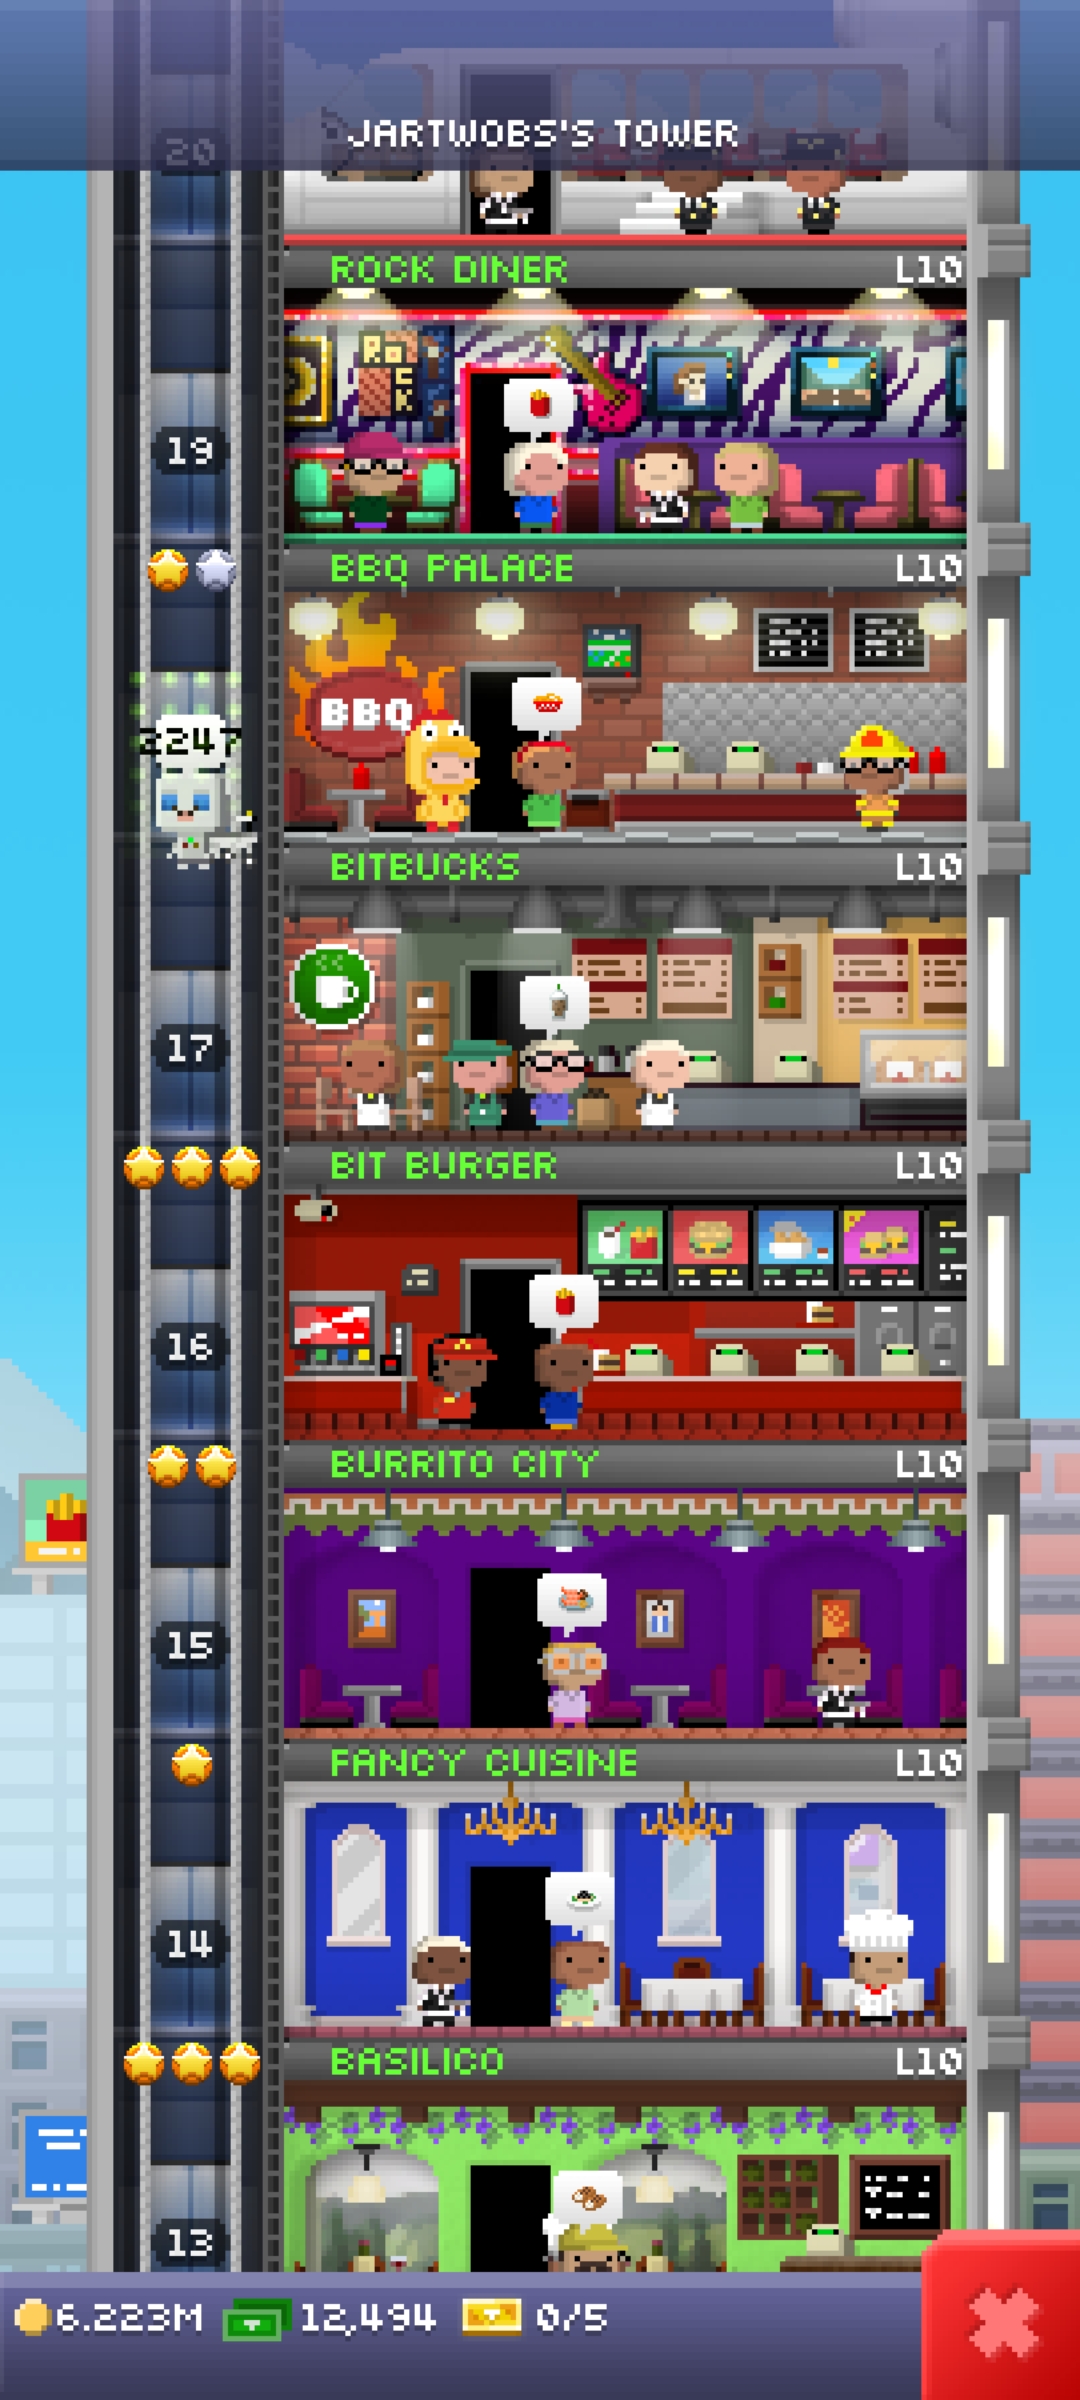 JARTWOBS'S TOWER
20
ROCK DINER L10
Ro
CK
19
BBQ PALACE L10
BBQ
2247
BITBUCKS L10
17
BIT BURGER L10
16
BURRITO CITY L10
15
FANCY CUISINE L10
14
BASILICO L10
13
6.223M 12,494 0/5